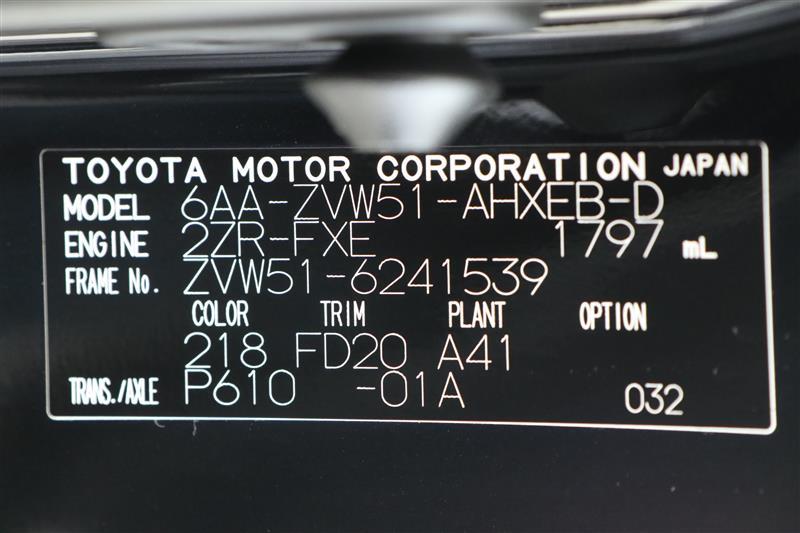 TOYOTA MOTOR CORPORATION JAPAN
MODEL 6AA-ZVW51-AHXEB-D
ENGINE 2ZR-FXE 1797 mL
FRAME No. ZVW51-6241539
COLOR TRIM PLANT OPTION
218 FD20 A41
TRANS./AXLE P610 -01A 032